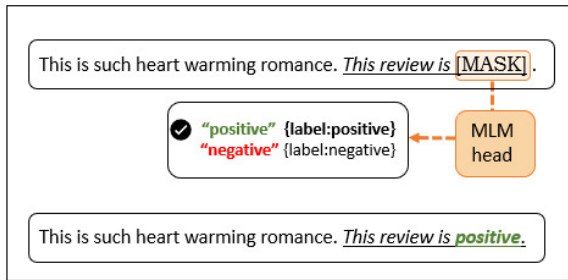 This is such heart warming romance. This review is [MASK].
"positive" {label:positive}
"negative" {label:negative}
MLM
head
This is such heart warming romance. This review is positive.